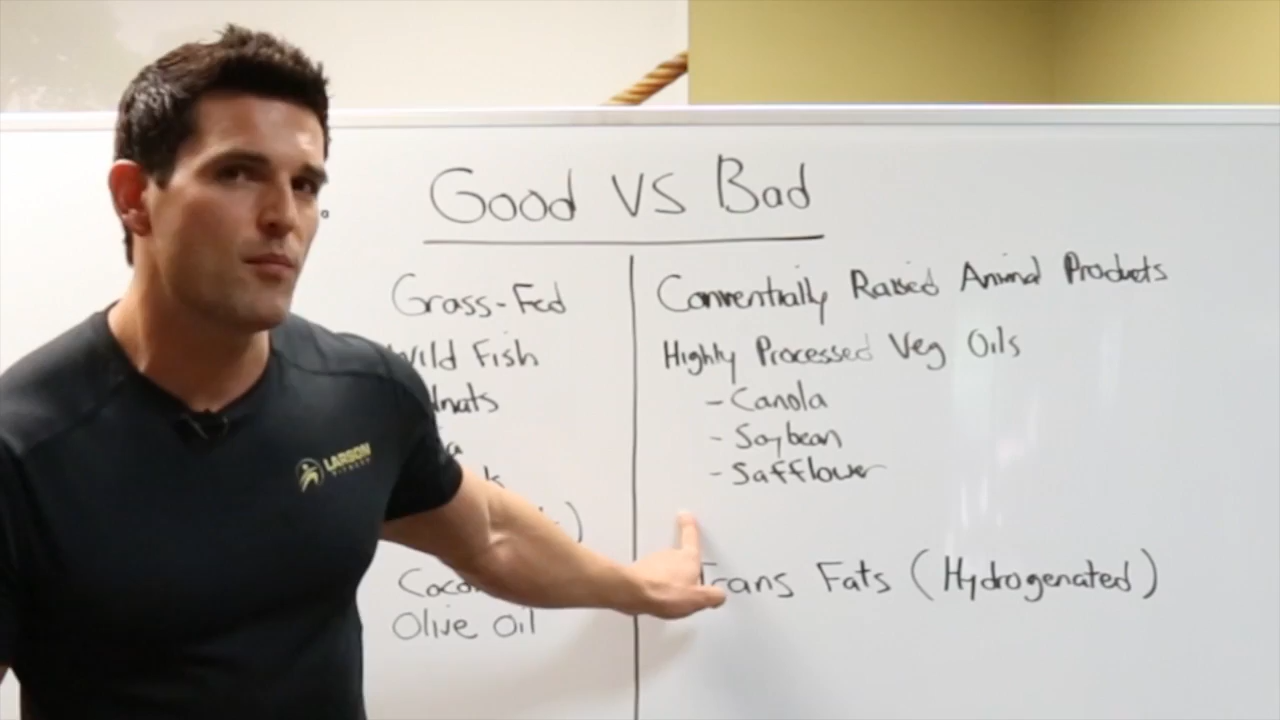 Good VS Bad
Grass-Fed
Wild Fish
Olive Oil
Conventially Raised Animal Products
Highly Processed Veg Oils
- Canola
- Soybean
- Safflower
Trans Fats (Hydrogenated)
LARSON
FITNESS